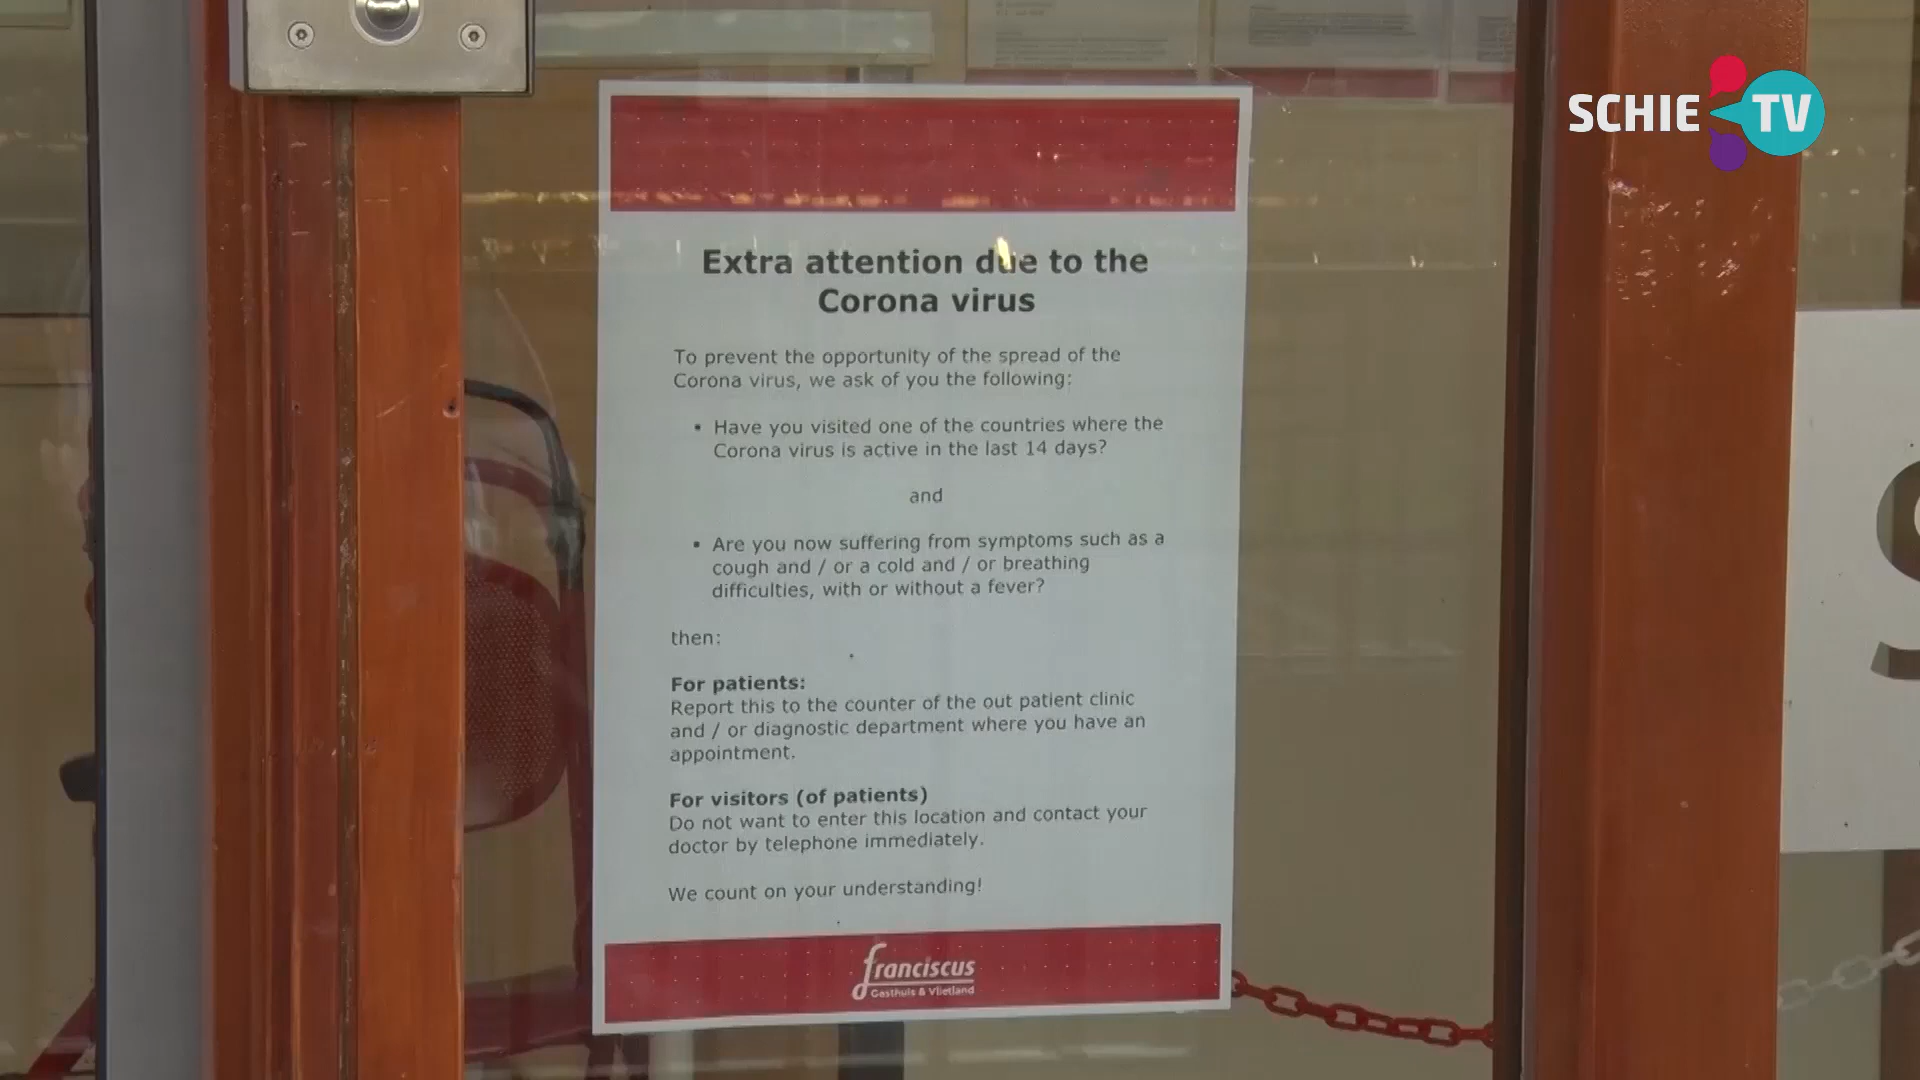 SCHIE TV
Extra attention due to the
Corona virus
To prevent the opportunity of the spread of the
Corona virus, we ask of you the following:
▪ Have you visited one of the countries where the
Corona virus is active in the last 14 days?
and
▪ Are you now suffering from symptoms such as a
cough and / or a cold and / or breathing
difficulties, with or without a fever?
then:
For patients:
Report this to the counter of the out patient clinic
and / or diagnostic department where you have an
appointment.
For visitors (of patients)
Do not want to enter this location and contact your
doctor by telephone immediately.
We count on your understanding!
franciscus
Gasthuis & Vlietland